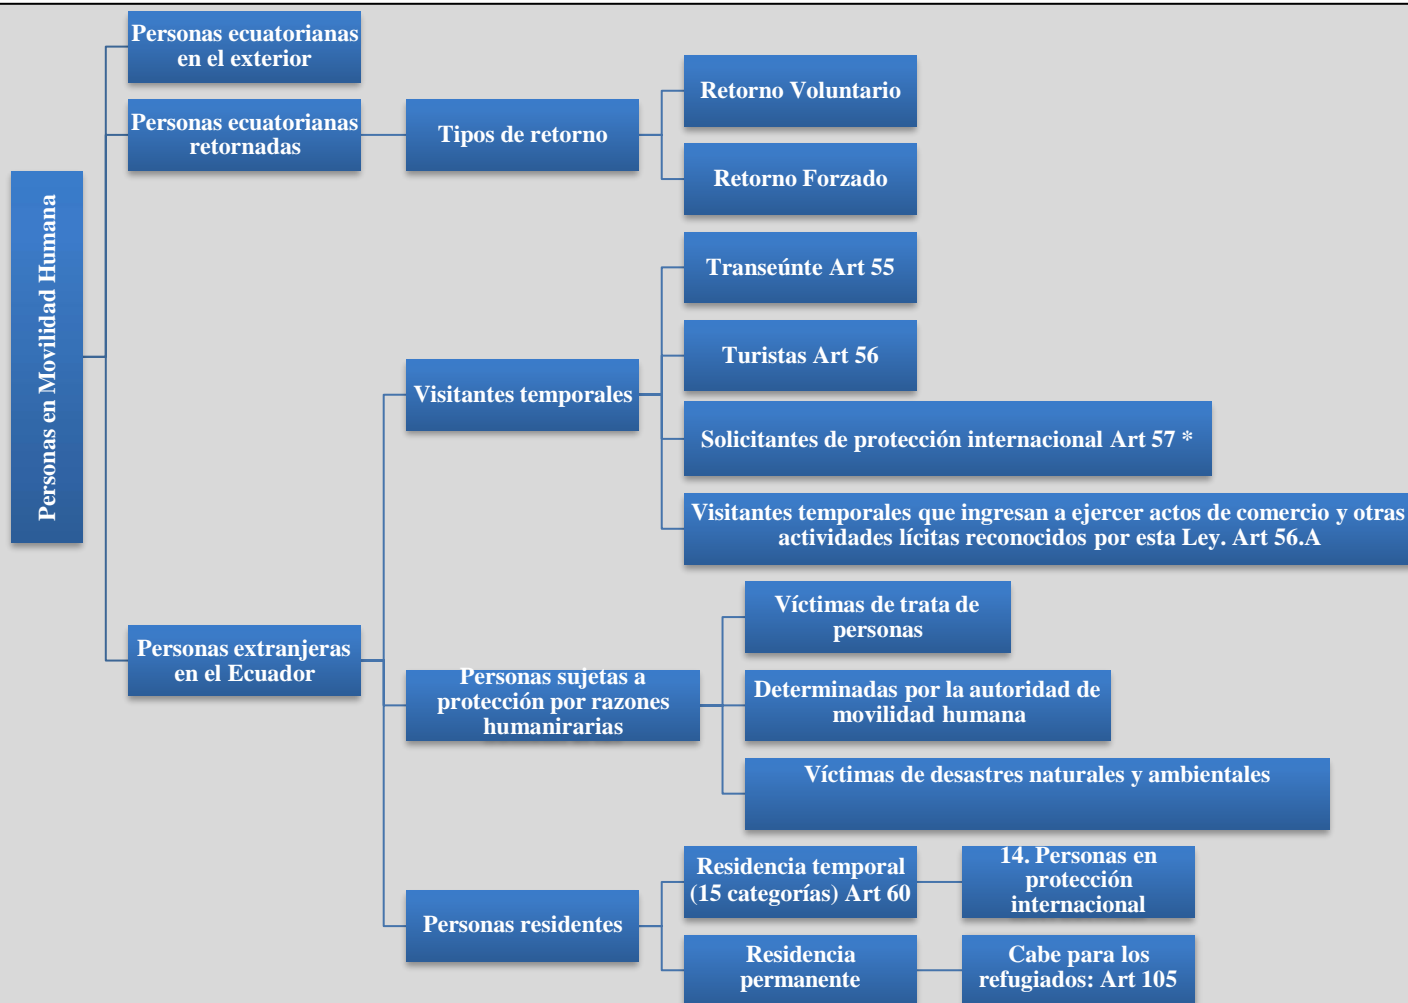 Personas en Movilidad Humana
Personas ecuatorianas
en el exterior
Personas ecuatorianas
retornadas
Tipos de retorno
Retorno Voluntario
Retorno Forzado
Personas extranjeras
en el Ecuador
Visitantes temporales
Transeúnte Art 55
Turistas Art 56
Solicitantes de protección internacional Art 57 *
Visitantes temporales que ingresan a ejercer actos de comercio y otras
actividades lícitas reconocidos por esta Ley. Art 56.A
Personas sujetas a
protección por razones
humanirarias
Víctimas de trata de
personas
Determinadas por la autoridad de
movilidad humana
Víctimas de desastres naturales y ambientales
Personas residentes
Residencia temporal
(15 categorías) Art 60
14. Personas en
protección
internacional
Residencia
permanente
Cabe para los
refugiados: Art 105